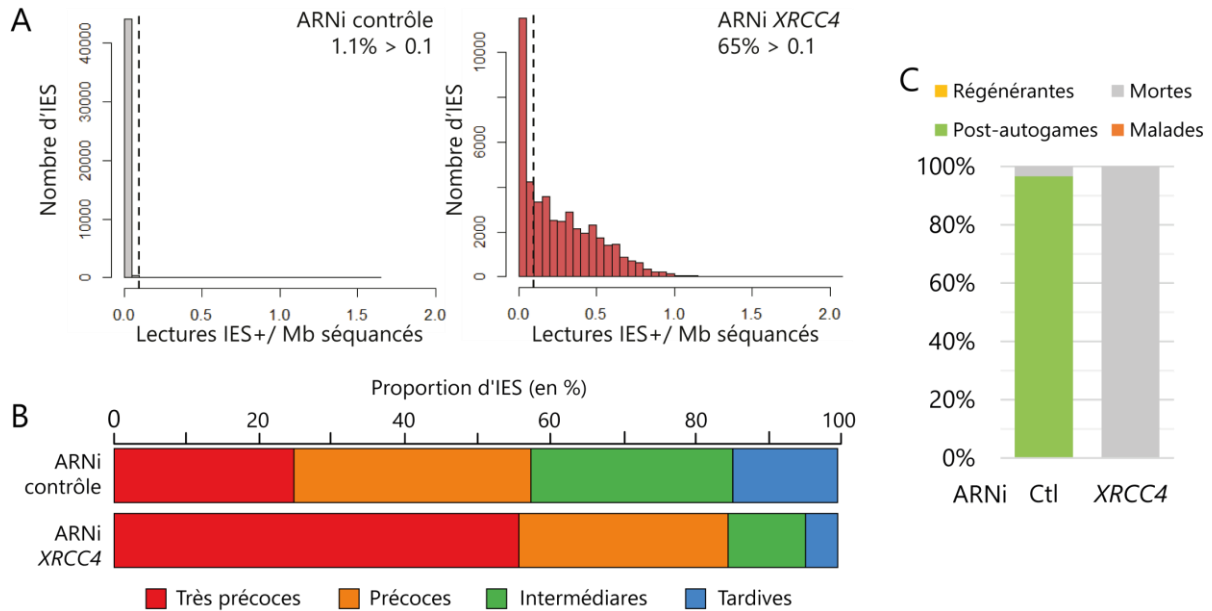 A
ARNi contrôle
1.1% > 0.1
Nombre d'IES
40000
30000
20000
10000
0
0.0 0.5 1.0 1.5 2.0
Lectures IES+/ Mb séquancés
ARNi XRCC4
65% > 0.1
Nombre d'IES
10000
6000
2000
0
0.0 0.5 1.0 1.5 2.0
Lectures IES+/ Mb séquancés
B
Proportion d'IES (en %)
0 20 40 60 80 100
ARNi
contrôle
ARNi
XRCC4
Très précoces Précoces Intermédiares Tardives
C
Régénérantes Mortes
Post-autogames Malades
100%
80%
60%
40%
20%
0%
ARNi Ctl XRCC4